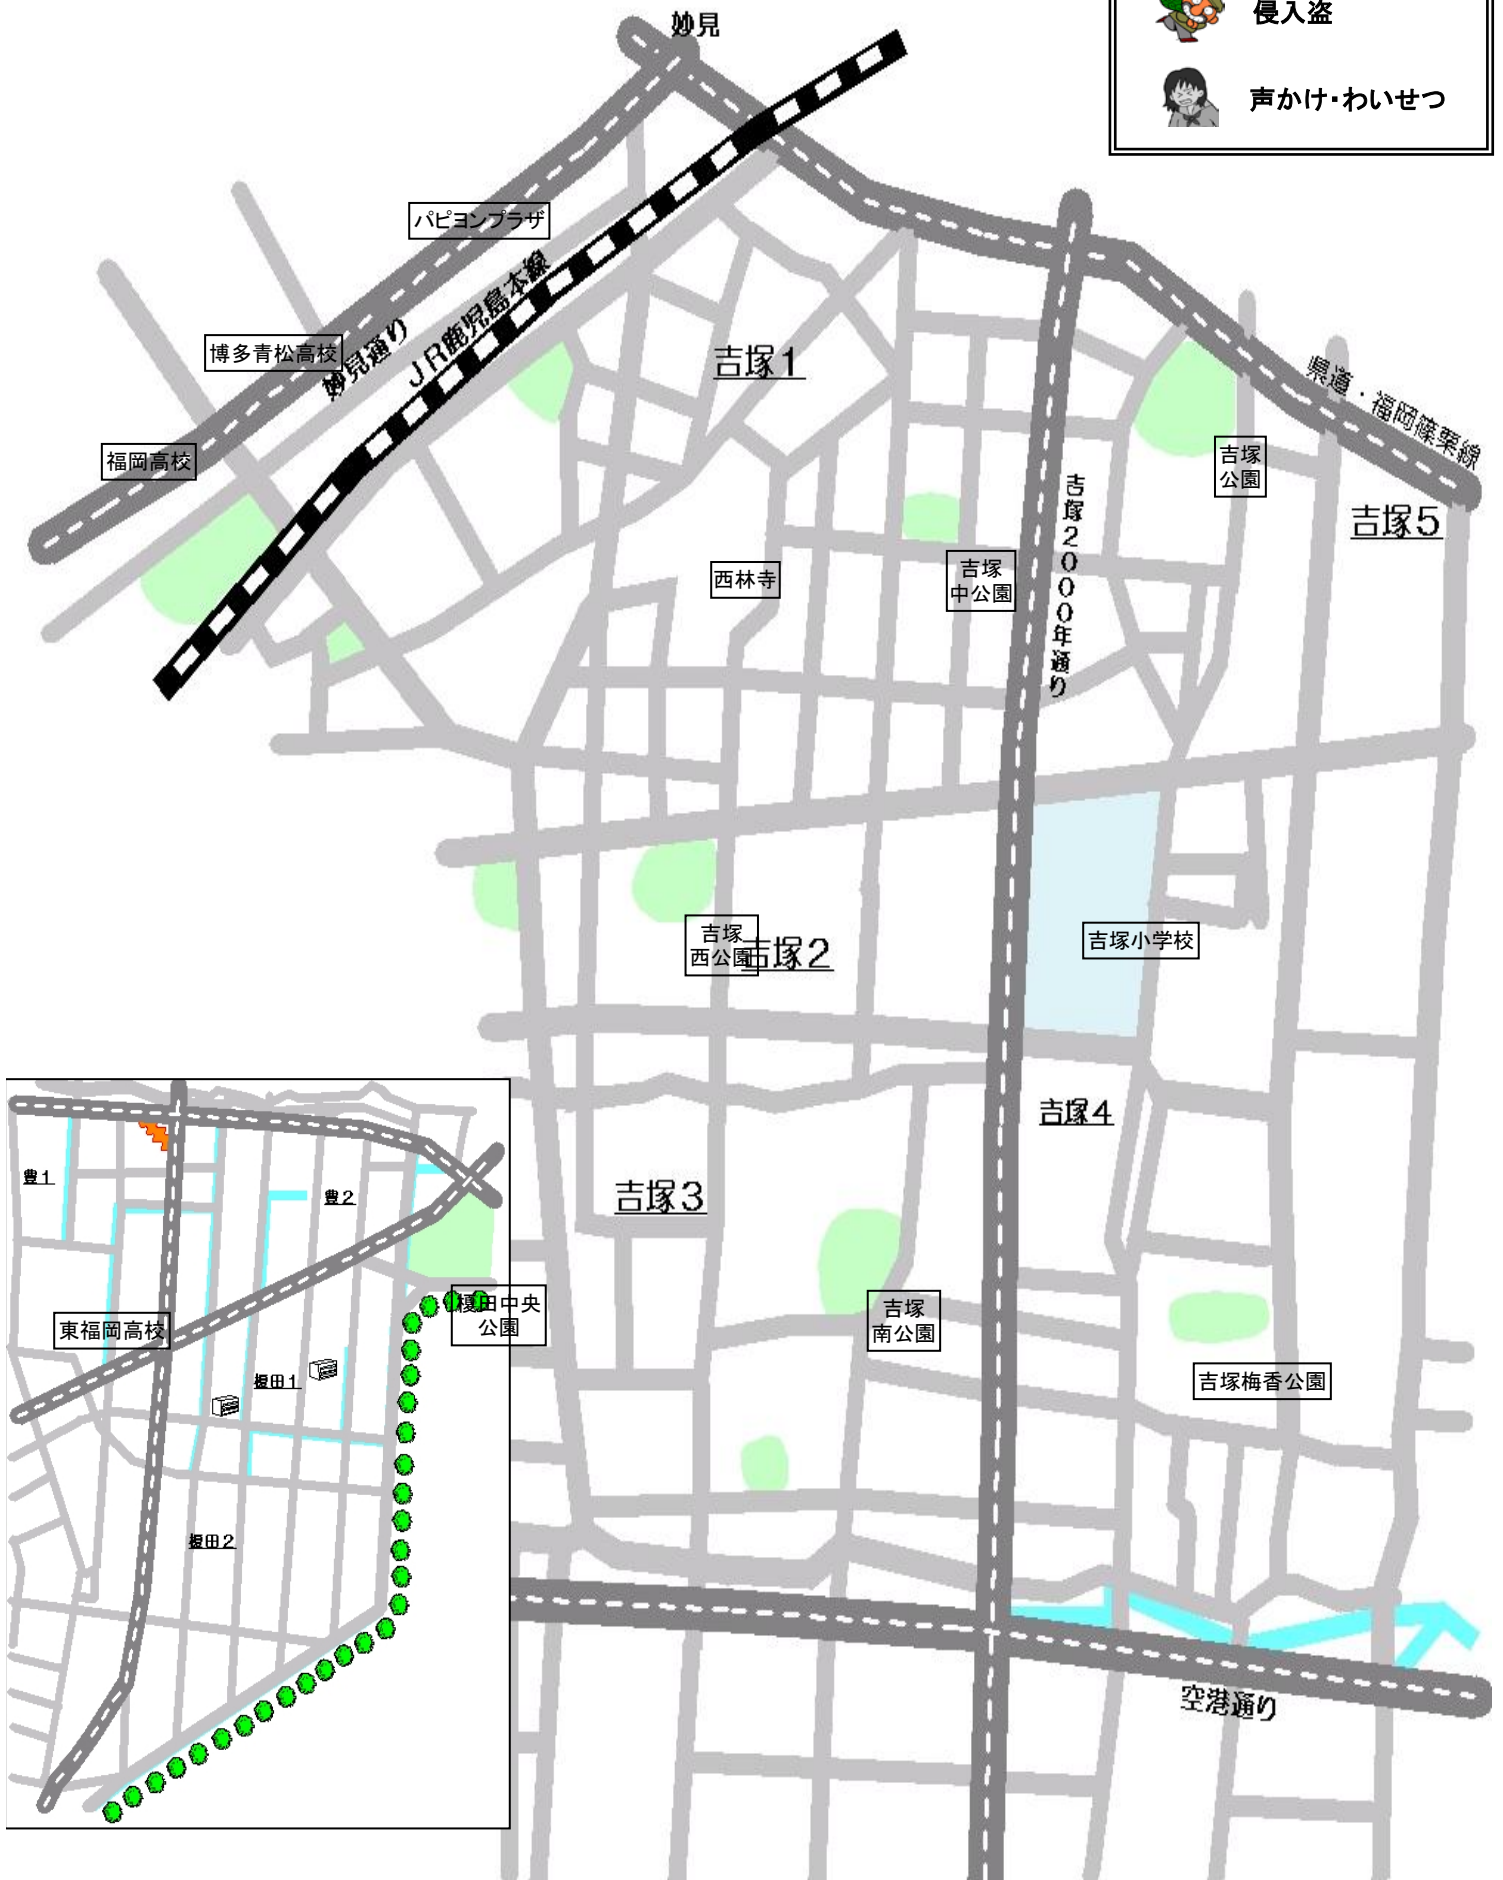 侵入盗
声かけ・わいせつ
妙見
パピヨンプラザ
JR鹿児島本線
博多青松高校
妙見通り
吉塚1
県道・福岡篠栗線
福岡高校
吉塚
公園
吉塚5
吉塚2000年通り
西林寺
吉塚
中公園
吉塚
西公園
吉塚2
吉塚小学校
吉塚4
吉塚3
豊1
豊2
榎田中央
公園
東福岡高校
吉塚
南公園
榎田1
吉塚梅香公園
榎田2
空港通り